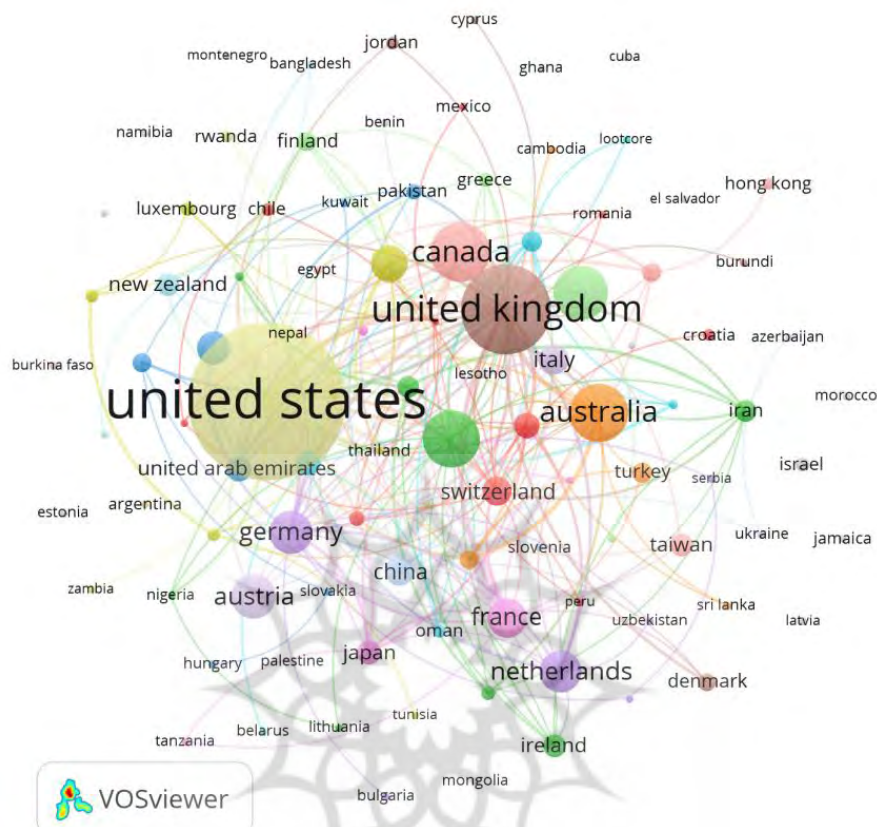 cyprus
jordan
montenegro
bangladesh
cuba
ghana
mexico
benin
namibia
rwanda
finland
lootcore
cambodia
greece
hong kong
pakistan
kuwait
el salvador
luxembourg
chile
romania
canada
burundi
egypt
new zealand
united kingdom
nepal
croatia
azerbaijan
italy
burkina faso
lesotho
morocco
united states
australia
iran
thailand
united arab emirates
turkey
israel
serbia
switzerland
argentina
estonia
germany
ukraine
jamaica
slovenia
taiwan
china
zambia
nigeria
slovakia
austria
peru
sri lanka
france
uzbekistan
latvia
oman
japan
hungary
palestine
netherlands
denmark
tunisia
lithuania
belarus
tanzania
ireland
mongolia
bulgaria
VOSviewer